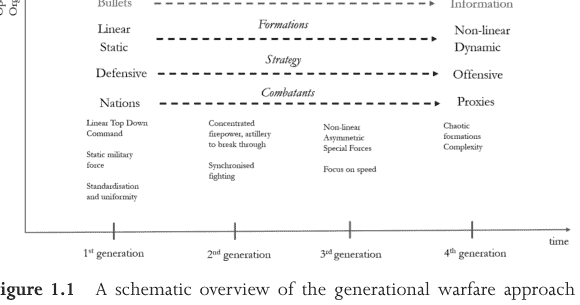 Bullets Information
Formations
Linear Non-linear
Static Dynamic
Strategy
Defensive Offensive
Combatants
Nations Proxies
Linear Top Down
Command
Static military
force
Standardisation
and uniformity
Concentrated
firepower, artillery
to break through
Synchronised
fighting
Non-linear
Asymmetric
Special Forces
Focus on speed
Chaotic
formations
Complexity
time
1st generation 2nd generation 3rd generation 4th generation
igure 1.1 A schematic overview of the generational warfare approach